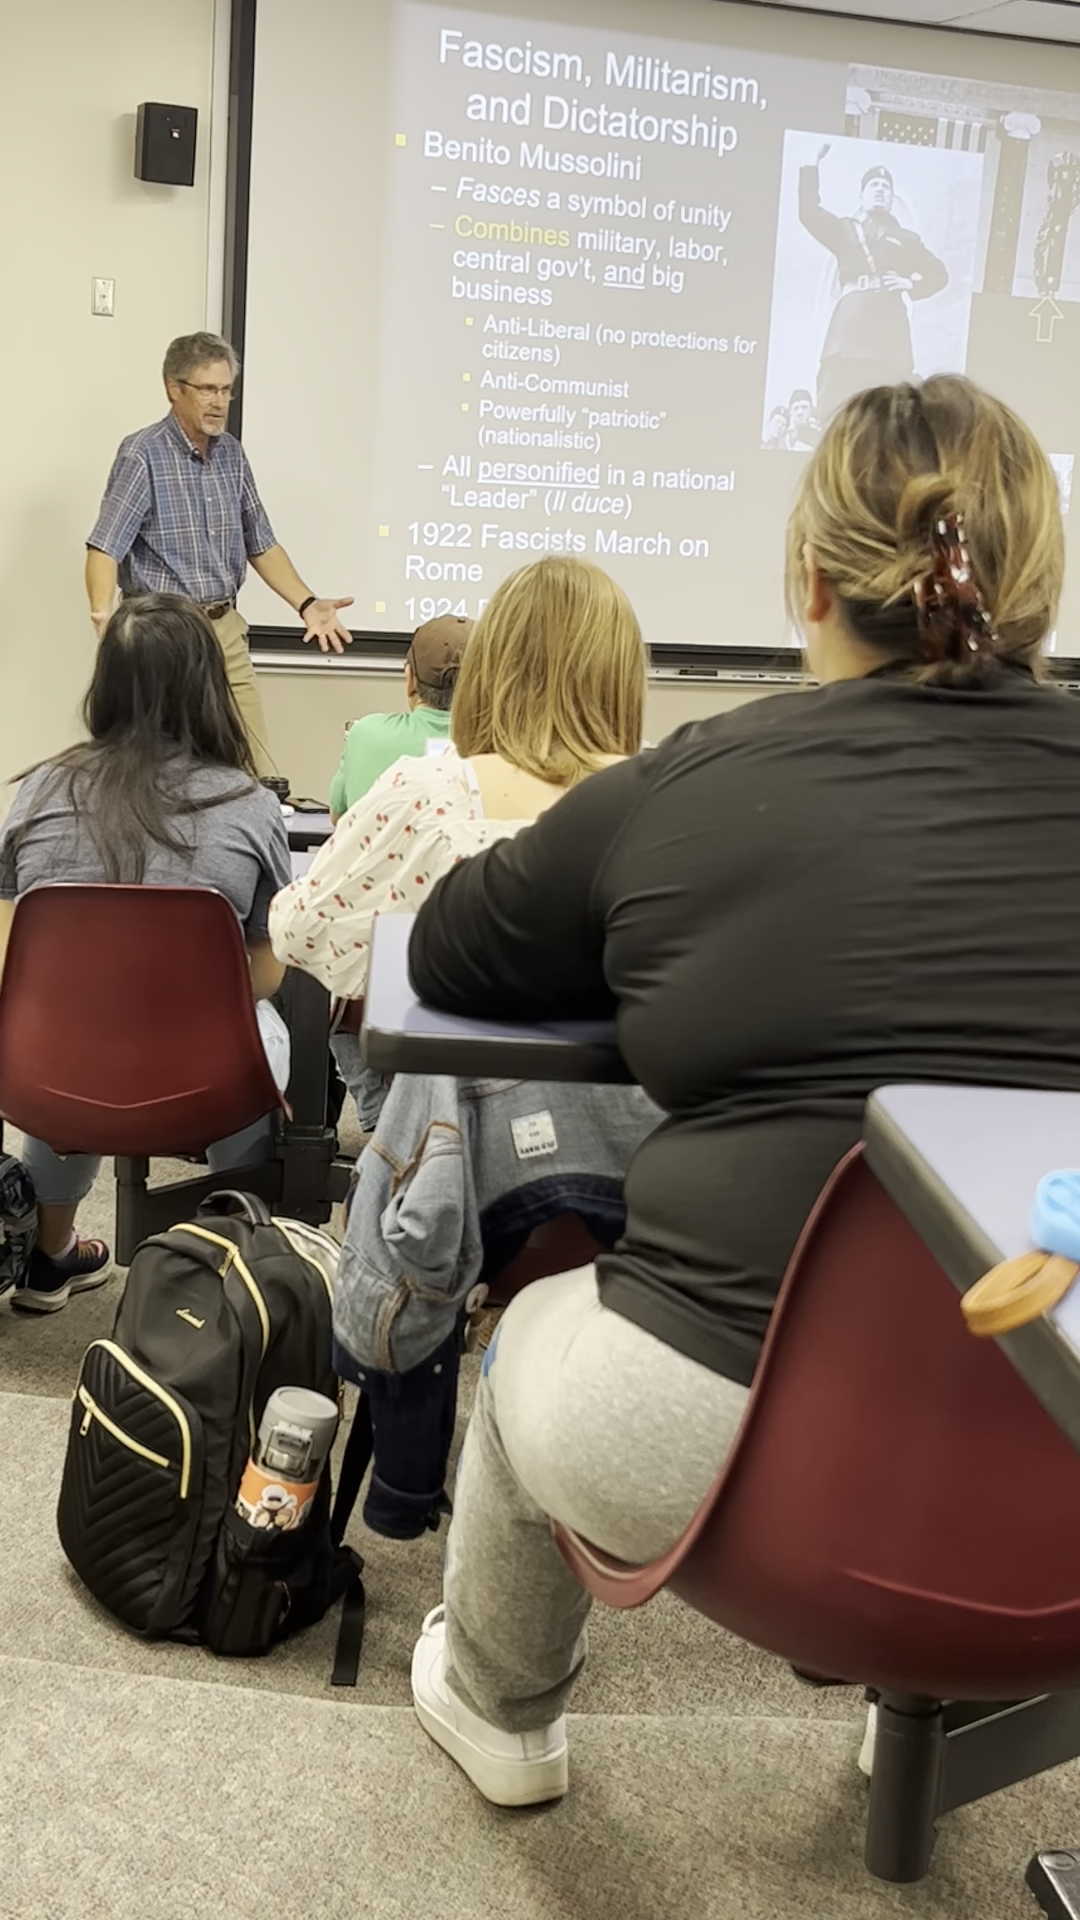 Fascism, Militarism,
and Dictatorship
Benito Mussolini
– Fasces a symbol of unity
– Combines military, labor,
central gov't, and big
business
Anti-Liberal (no protections for
citizens)
Anti-Communist
Powerfully “patriotic”
(nationalistic)
– All personified in a national
“Leader” (Il duce)
1922 Fascists March on
Rome
1924